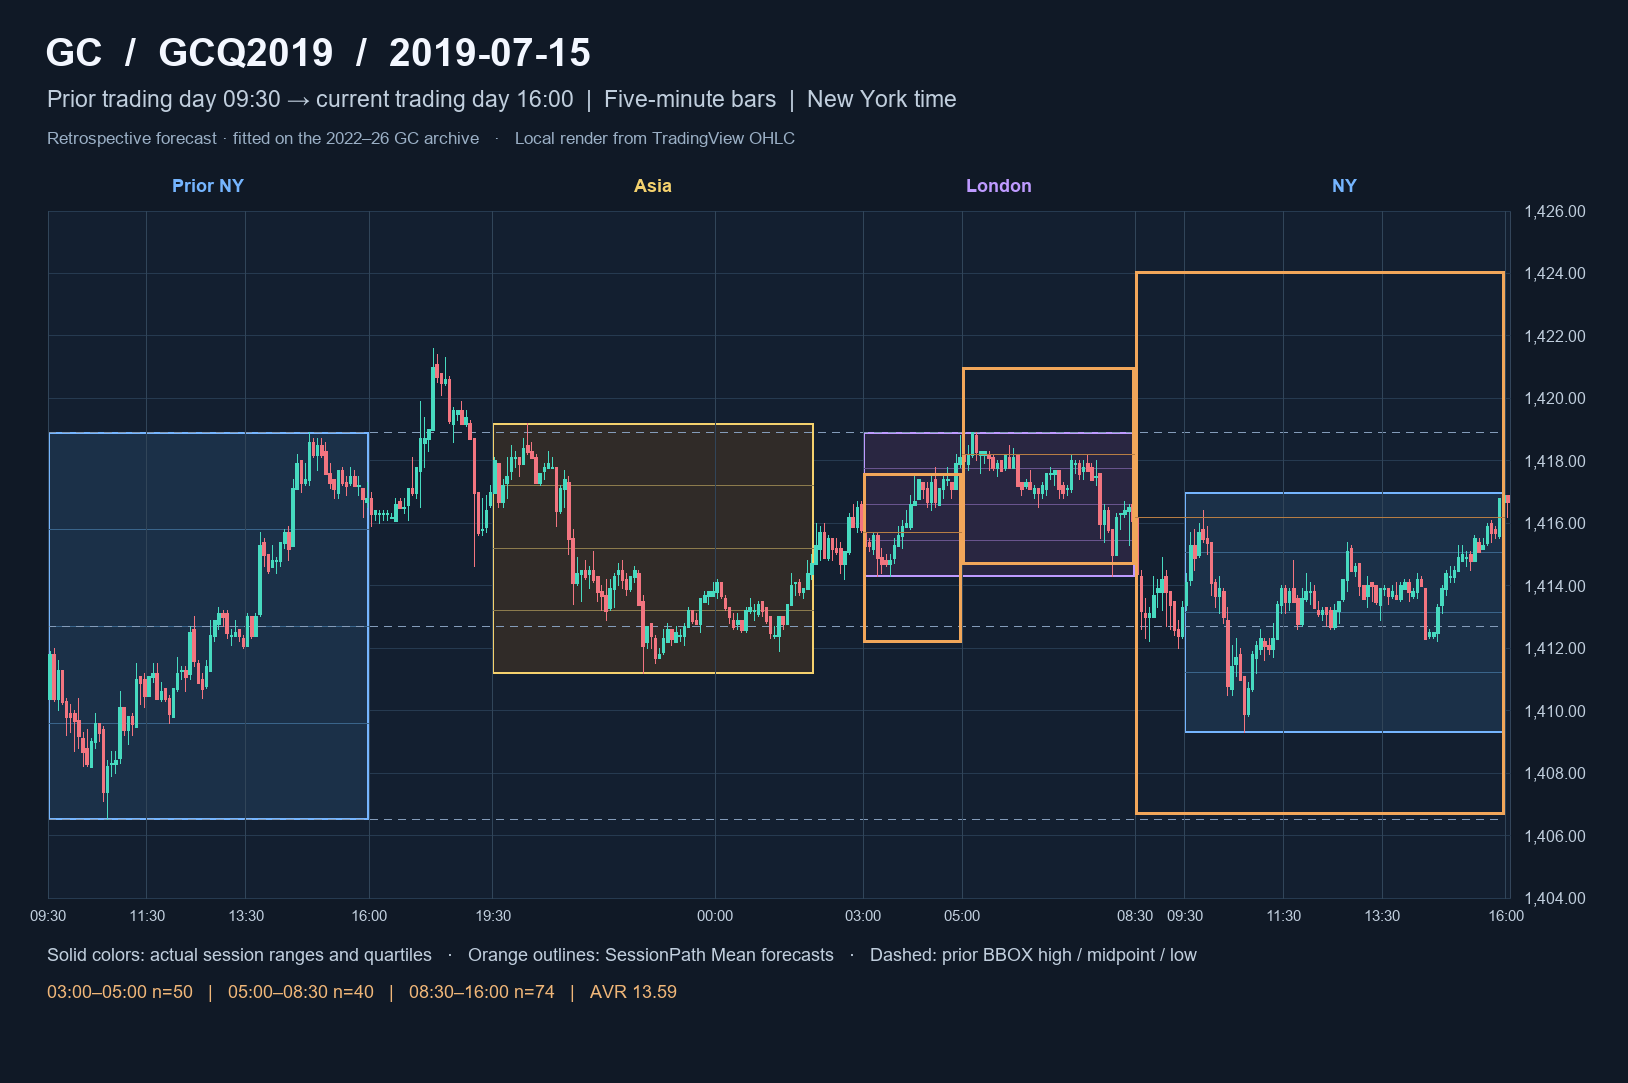 GC / GCQ2019 / 2019-07-15
Prior trading day 09:30 → current trading day 16:00 | Five-minute bars | New York time
Retrospective forecast · fitted on the 2022–26 GC archive · Local render from TradingView OHLC
Prior NY Asia London NY
1,426.00
1,424.00
1,422.00
1,420.00
1,418.00
1,416.00
1,414.00
1,412.00
1,410.00
1,408.00
1,406.00
1,404.00
09:30 11:30 13:30 16:00 19:30 00:00 03:00 05:00 08:30 09:30 11:30 13:30 16:00
Solid colors: actual session ranges and quartiles · Orange outlines: SessionPath Mean forecasts · Dashed: prior BBOX high / midpoint / low
03:00–05:00 n=50 | 05:00–08:30 n=40 | 08:30–16:00 n=74 | AVR 13.59